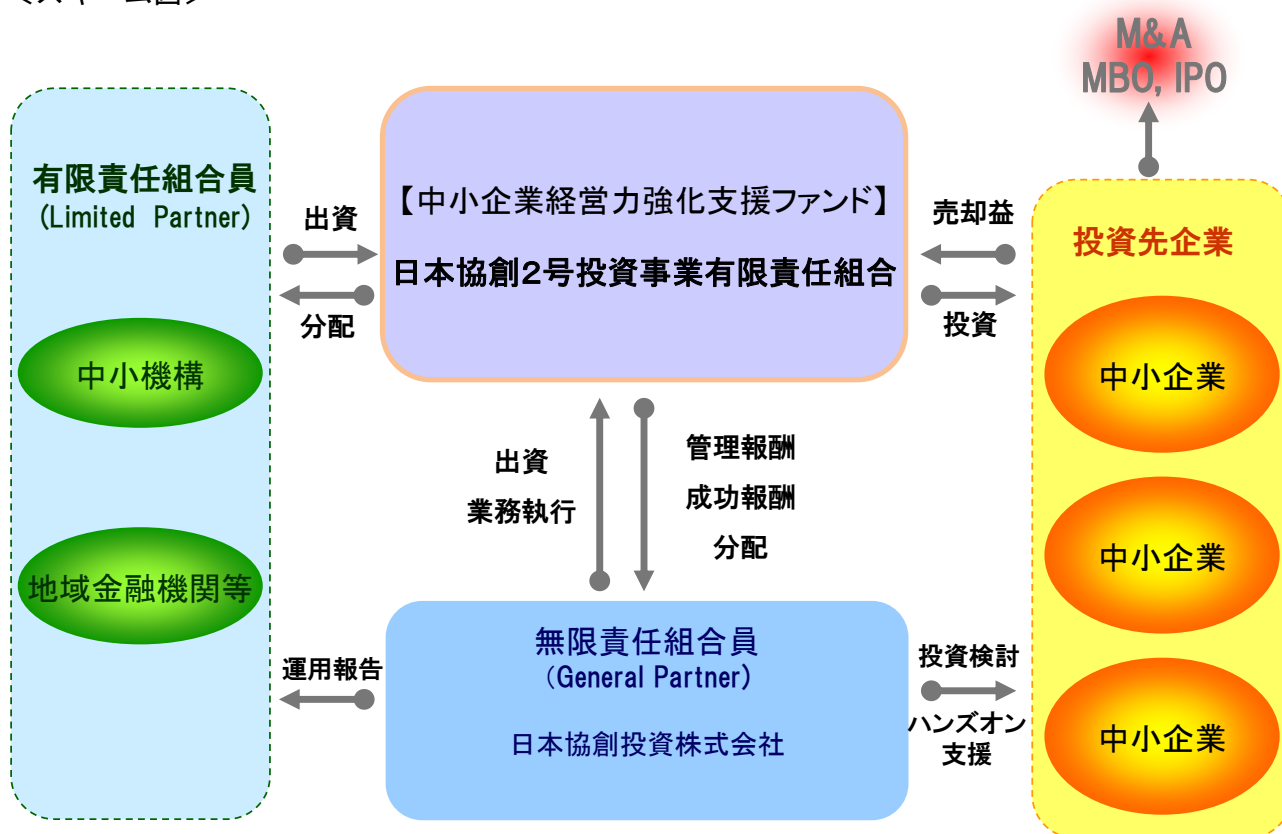 M&A
MBO, IPO
有限責任組合員
(Limited Partner)
中小機構
地域金融機関等
出資
分配
【中小企業経営力強化支援ファンド】
日本協創2号投資事業有限責任組合
売却益
投資
投資先企業
中小企業
中小企業
中小企業
出資
業務執行
管理報酬
成功報酬
分配
運用報告
無限責任組合員
(General Partner)
日本協創投資株式会社
投資検討
ハンズオン
支援